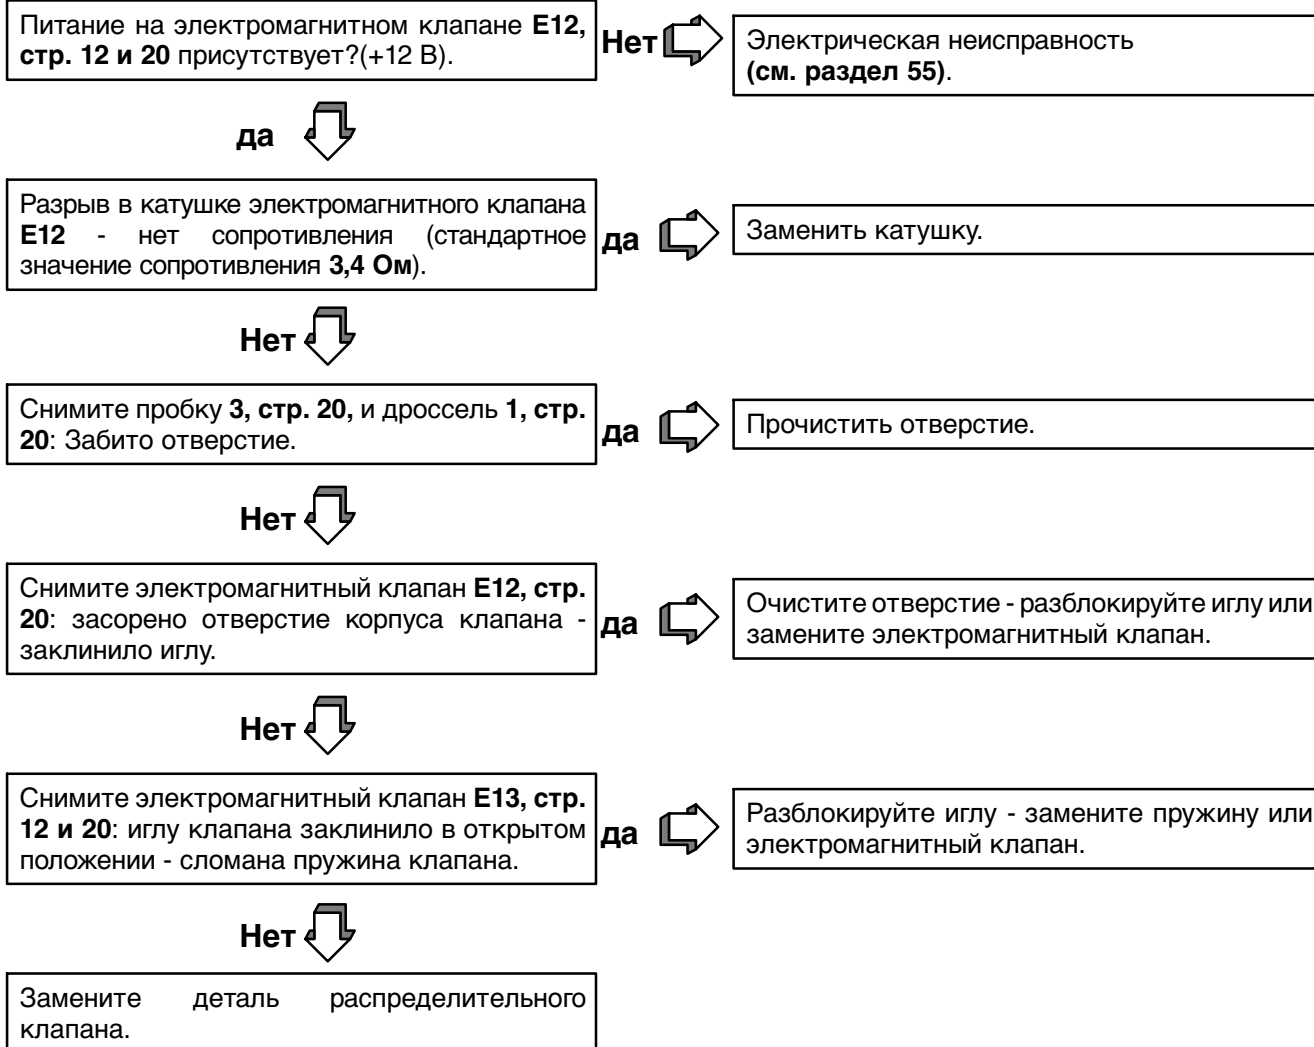 Питание на электромагнитном клапане E12,
стр. 12 и 20 присутствует?(+12 В).
Нет
Электрическая неисправность
(см. раздел 55).
да
Разрыв в катушке электромагнитного клапана
E12 - нет сопротивления (стандартное
значение сопротивления 3,4 Ом).
да
Заменить катушку.
Нет
Снимите пробку 3, стр. 20, и дроссель 1, стр.
20: Забито отверстие.
да
Прочистить отверстие.
Нет
Снимите электромагнитный клапан E12, стр.
20: засорено отверстие корпуса клапана -
заклинило иглу.
да
Очистите отверстие - разблокируйте иглу или
замените электромагнитный клапан.
Нет
Снимите электромагнитный клапан E13, стр.
12 и 20: иглу клапана заклинило в открытом
положении - сломана пружина клапана.
да
Разблокируйте иглу - замените пружину или
электромагнитный клапан.
Нет
Замените деталь распределительного
клапана.